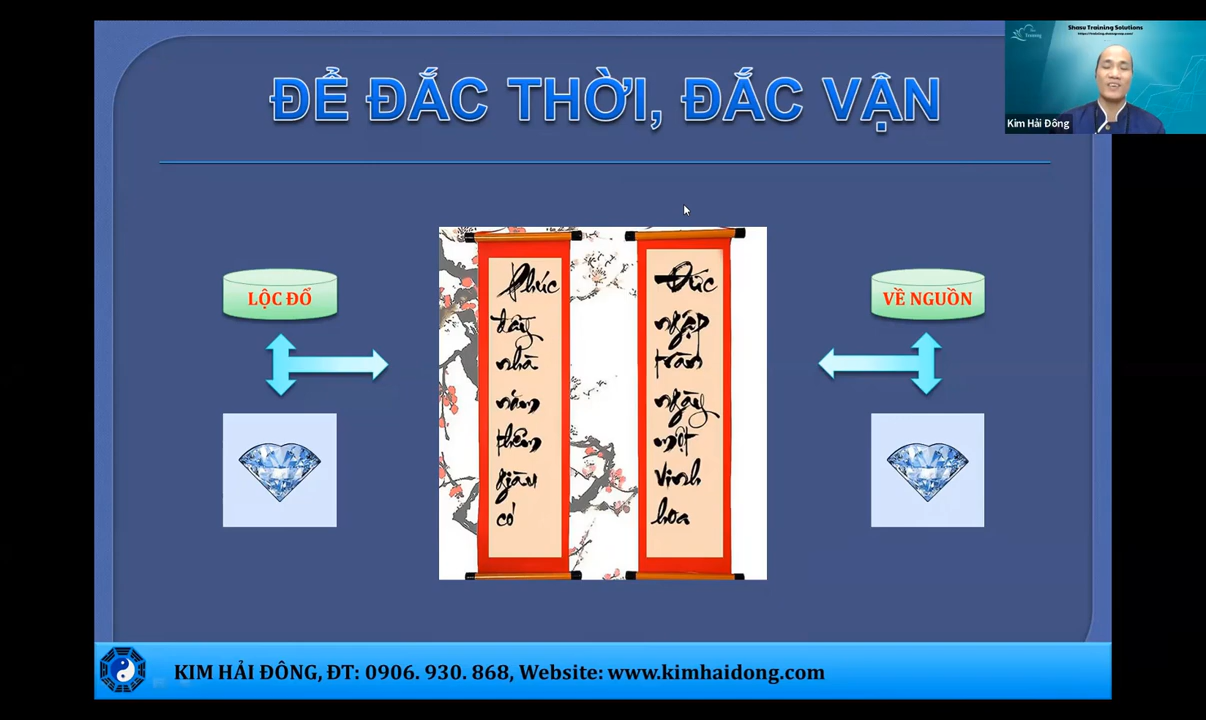 ĐỂ ĐẮC THỜI, ĐẮC VẬN
Shasu Training Solutions
Kim Hải Đông
LỘC ĐỔ
VỀ NGUỒN
Phúc
đầy
nhà
năm
thêm
giàu
có
Đức
ngập
tràn
ngày
một
vinh
hoa
KIM HẢI ĐÔNG, ĐT: 0906. 930. 868, Website: www.kimhaidong.com